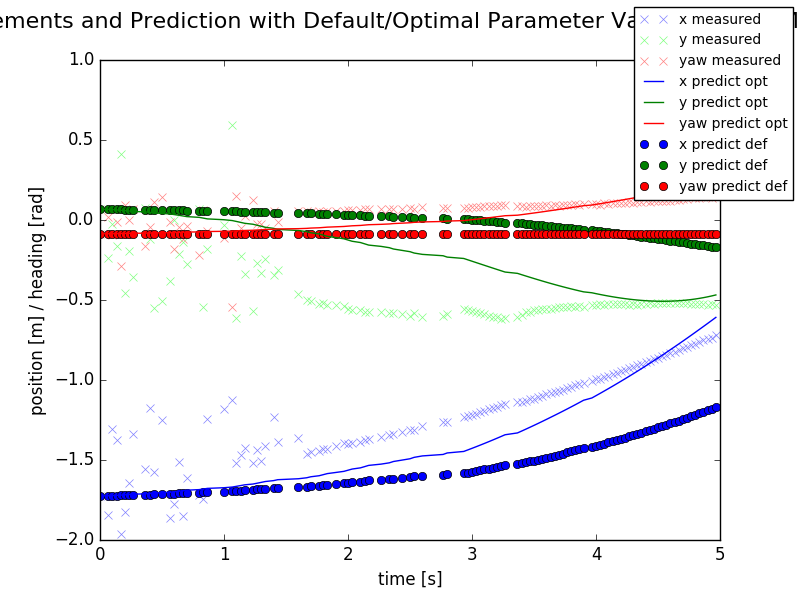 ements and Prediction with Default/Optimal Parameter Va
x measured
y measured
yaw measured
x predict opt
y predict opt
yaw predict opt
x predict def
y predict def
yaw predict def
1.0
0.5
0.0
−0.5
−1.0
−1.5
−2.0
position [m] / heading [rad]
0 1 2 3 4 5
time [s]